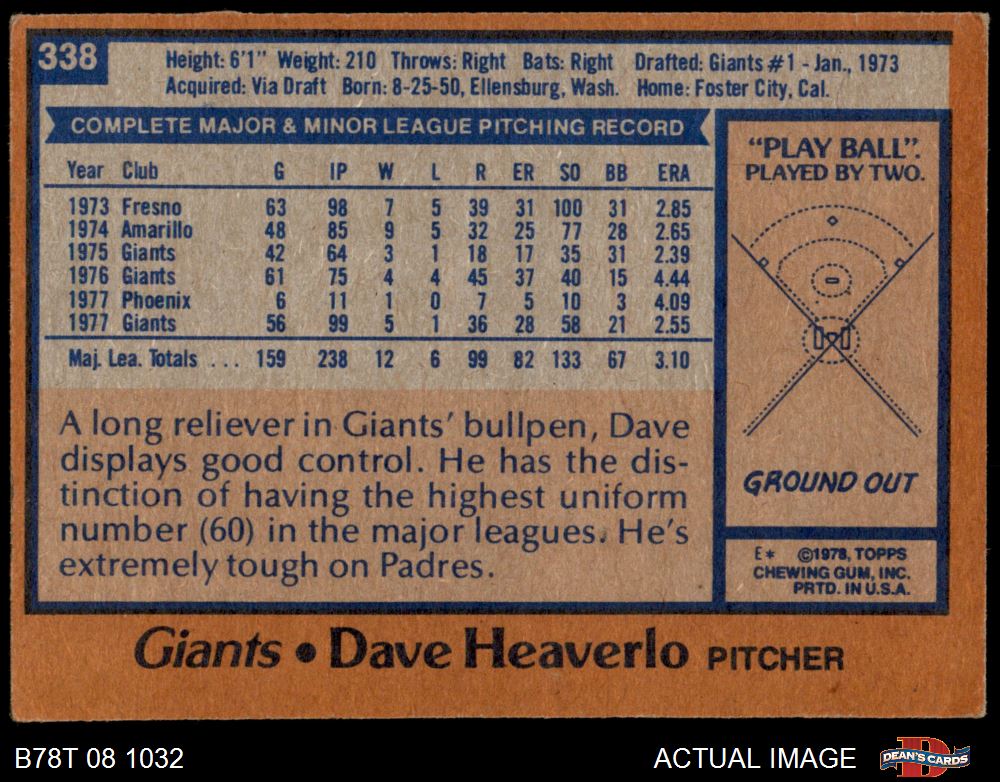 338
Height: 6'1" Weight: 210 Throws: Right Bats: Right Drafted: Giants #1 - Jan., 1973
Acquired: Via Draft Born: 8-25-50, Ellensburg, Wash. Home: Foster City, Cal.
COMPLETE MAJOR & MINOR LEAGUE PITCHING RECORD
Year Club G IP W L R ER SO BB ERA
1973 Fresno 63 98 7 5 39 31 100 31 2.85
1974 Amarillo 48 85 9 5 32 25 77 28 2.65
1975 Giants 42 64 3 1 18 17 35 31 2.39
1976 Giants 61 75 4 4 45 37 40 15 4.44
1977 Phoenix 6 11 1 0 7 5 10 3 4.09
1977 Giants 56 99 5 1 36 28 58 21 2.55
Maj. Lea. Totals ... 159 238 12 6 99 82 133 67 3.10
A long reliever in Giants' bullpen, Dave
displays good control. He has the dis-
tinction of having the highest uniform
number (60) in the major leagues. He's
extremely tough on Padres.
"PLAY BALL".
PLAYED BY TWO.
GROUND OUT
E* ©1978, TOPPS
CHEWING GUM, INC.
PRTD. IN U.S.A.
Giants • Dave Heaverlo PITCHER
B78T 08 1032
ACTUAL IMAGE
DEAN'S CARDS